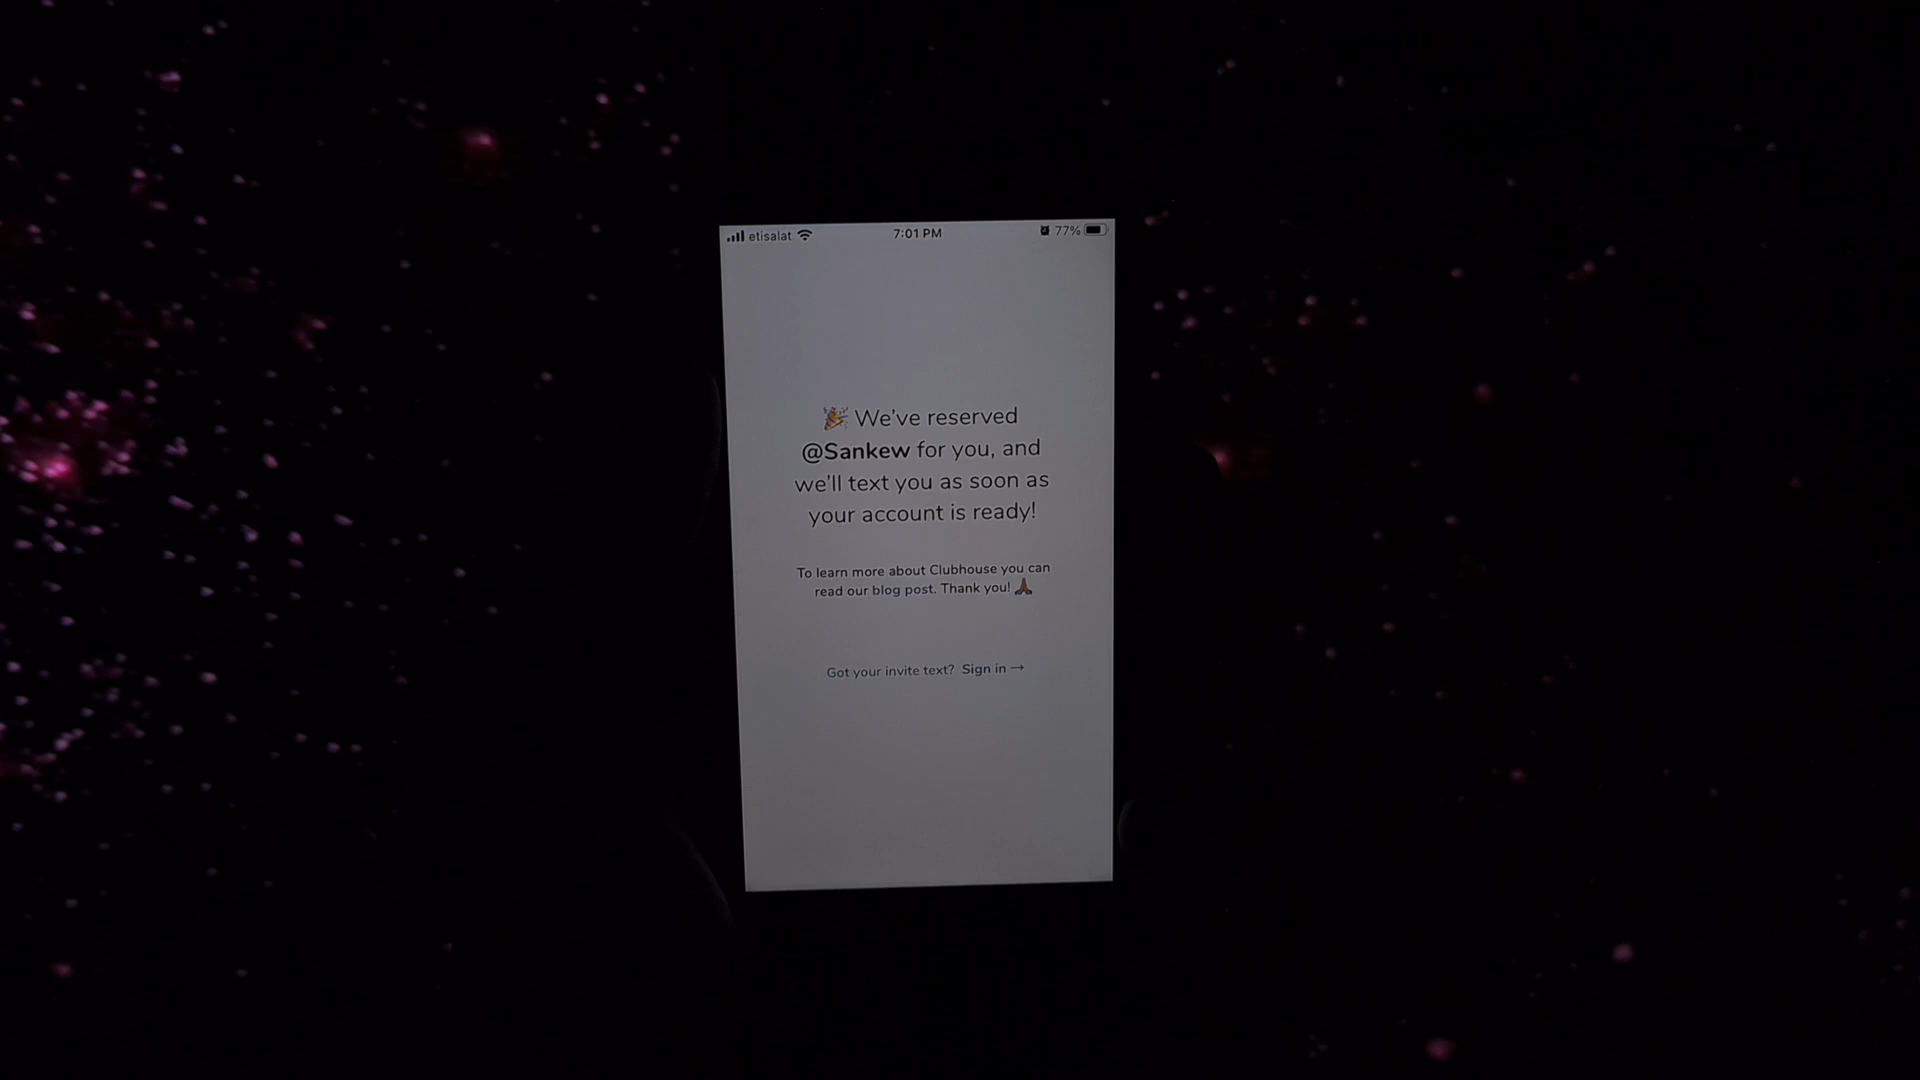 etisalat 7:01 PM 77%
🎉 We've reserved
@Sankew for you, and
we'll text you as soon as
your account is ready!
To learn more about Clubhouse you can
read our blog post. Thank you! 🙏🏾
Got your invite text? Sign in →